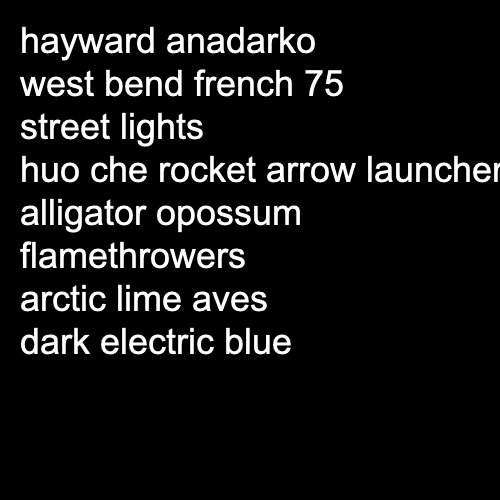 hayward anadarko
west bend french 75
street lights
huo che rocket arrow launcher
alligator opossum
flamethrowers
arctic lime aves
dark electric blue